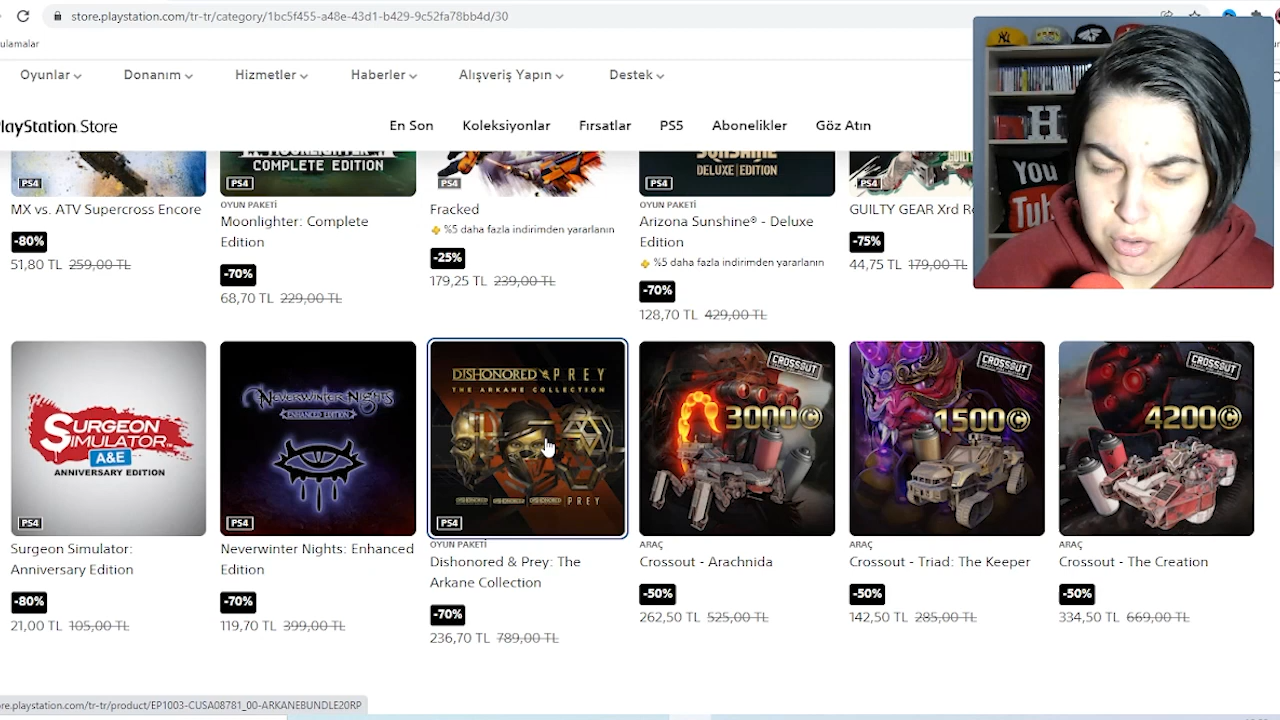 store.playstation.com/tr-tr/category/1bc5f455-a48e-43d1-b429-9c52fa78bb4d/30
ulamalar
Oyunlar
Donanım
Hizmetler
Haberler
Alışveriş Yapın
Destek
PlayStation Store
En Son
Koleksiyonlar
Fırsatlar
PS5
Abonelikler
Göz Atın
H
You
Tub
PS4
MX vs. ATV Supercross Encore
-80%
51,80 TL 259,00 TL
COMPLETE EDITION
PS4
OYUN PAKETİ
Moonlighter: Complete
Edition
-70%
68,70 TL 229,00 TL
PS4
Fracked
%5 daha fazla indirimden yararlanın
-25%
179,25 TL 239,00 TL
SUNSHINE
DELUXE EDITION
PS4
OYUN PAKETİ
Arizona Sunshine® - Deluxe
Edition
%5 daha fazla indirimden yararlanın
-70%
128,70 TL 429,00 TL
PS4
GUILTY GEAR Xrd
-75%
44,75 TL 179,00 TL
SURGEON
SIMULATOR
A&E
ANNIVERSARY EDITION
PS4
Surgeon Simulator:
Anniversary Edition
-80%
21,00 TL 105,00 TL
NEVERWINTER NIGHTS
ENHANCED EDITION
PS4
Neverwinter Nights: Enhanced
Edition
-70%
119,70 TL 399,00 TL
DISHONORED & PREY
THE ARKANE COLLECTION
DISHONORED DISHONORED DISHONORED PREY
PS4
OYUN PAKETİ
Dishonored & Prey: The
Arkane Collection
-70%
236,70 TL 789,00 TL
CROSSOUT
3000 C
ARAÇ
Crossout - Arachnida
-50%
262,50 TL 525,00 TL
CROSSOUT
1500 C
ARAÇ
Crossout - Triad: The Keeper
-50%
142,50 TL 285,00 TL
CROSSOUT
4200 C
ARAÇ
Crossout - The Creation
-50%
334,50 TL 669,00 TL
ore.playstation.com/tr-tr/product/EP1003-CUSA08781_00-ARKANEBUNDLE20RP